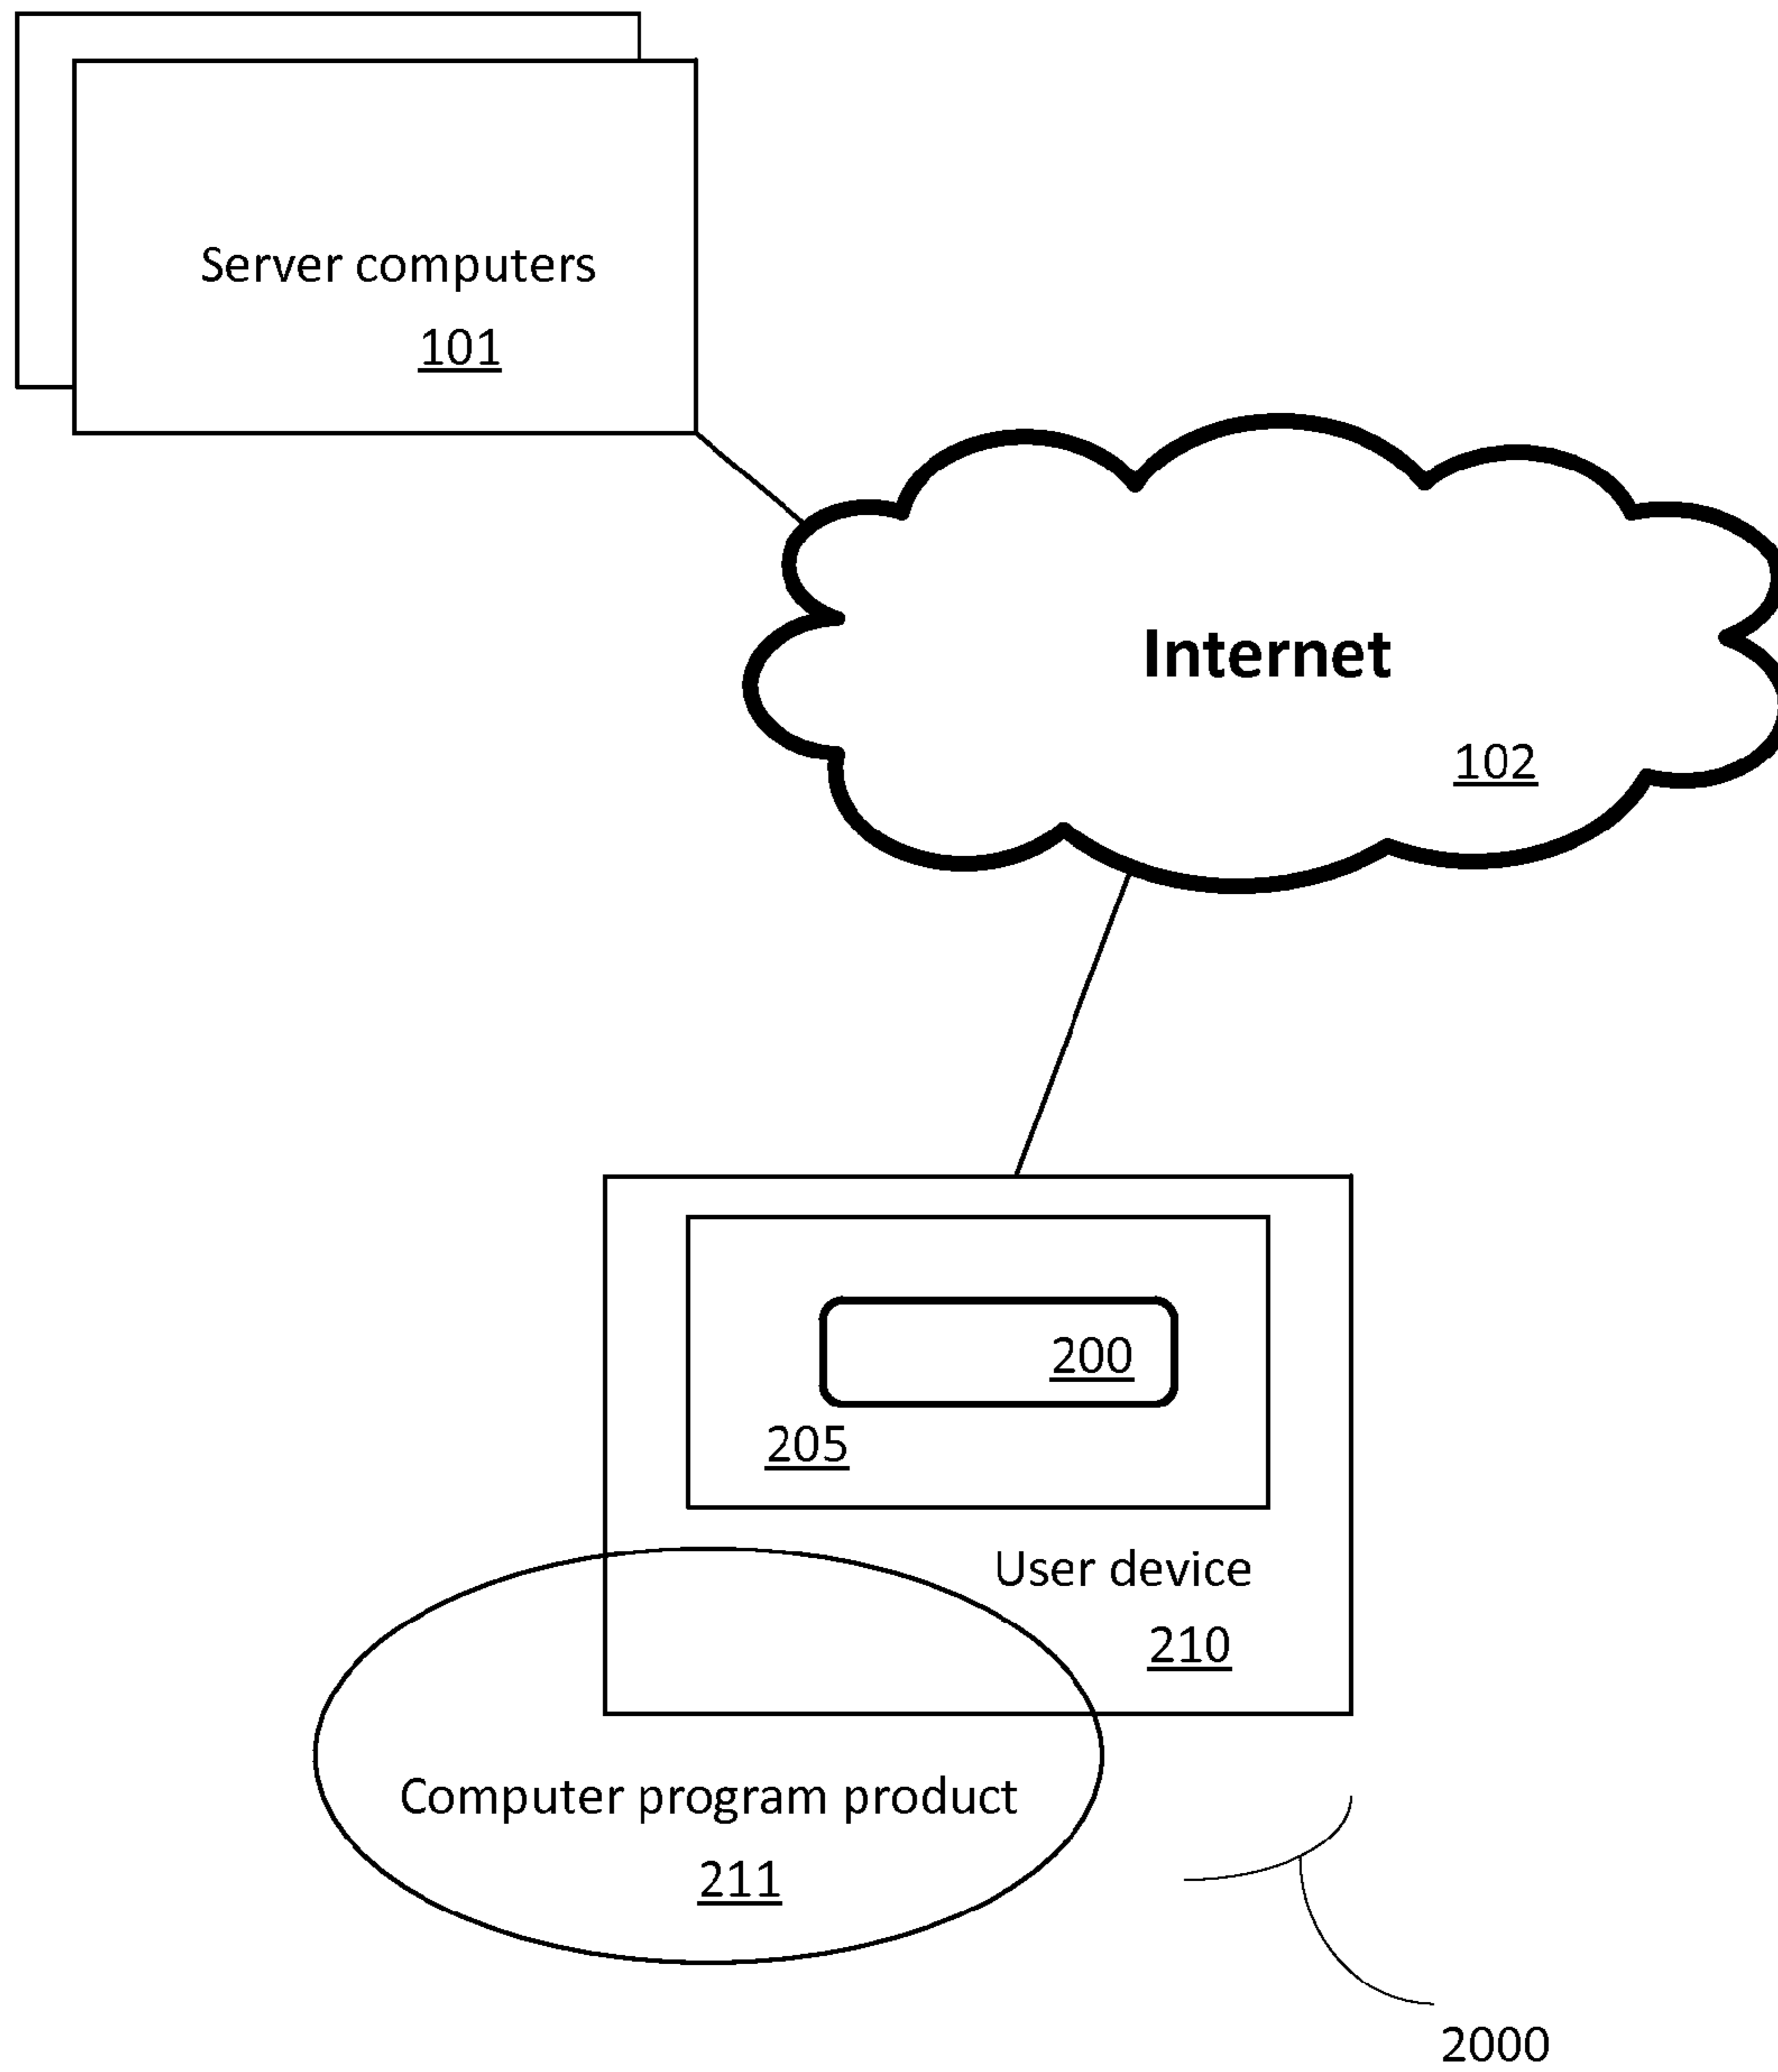 Server computers
101
Internet
102
200
205
User device
210
Computer program product
211
2000